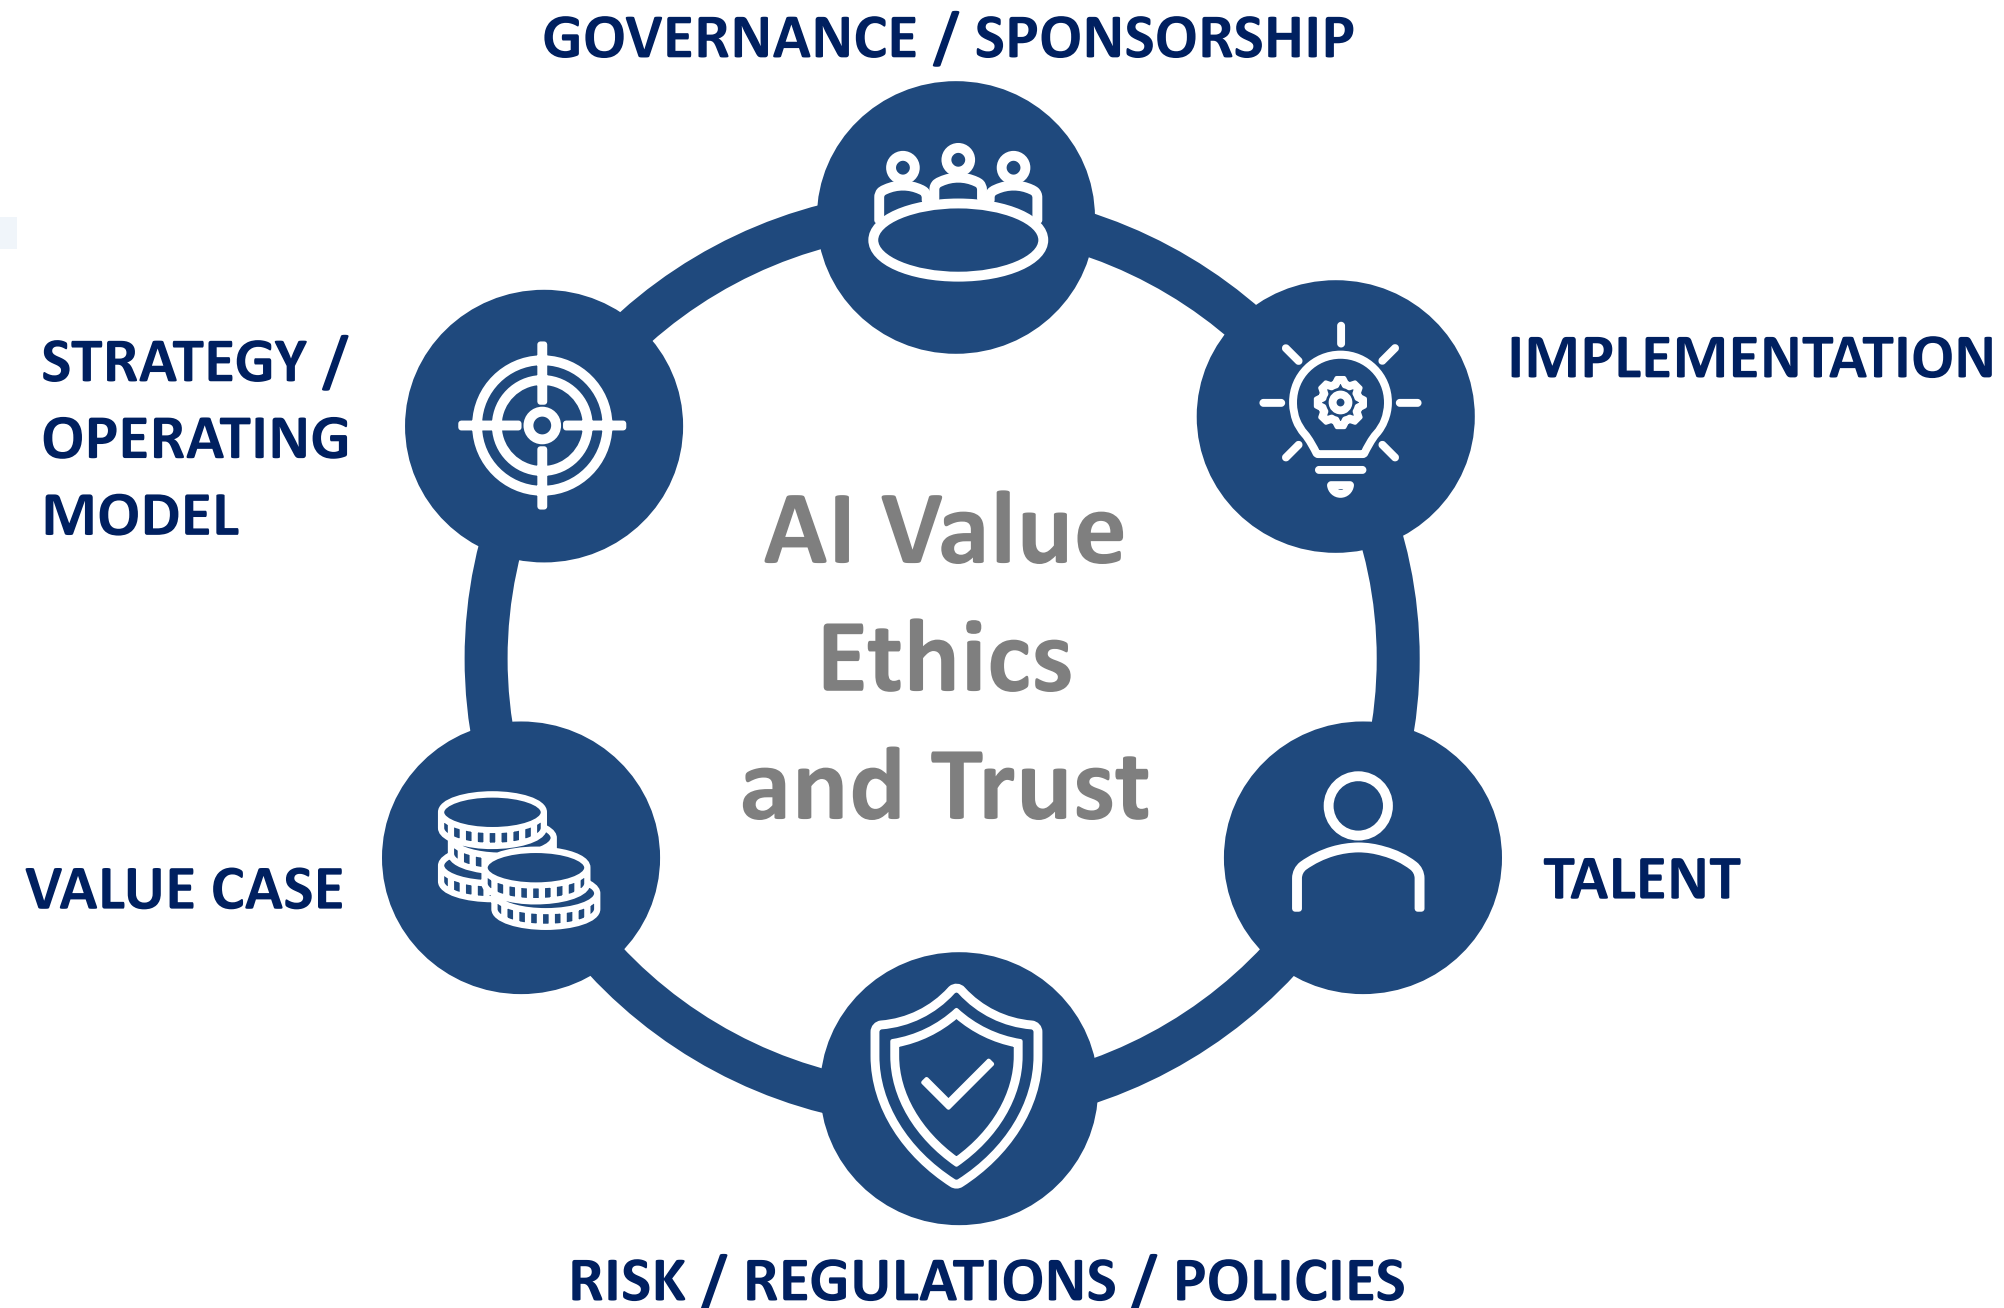 GOVERNANCE / SPONSORSHIP
IMPLEMENTATION
STRATEGY /
OPERATING
MODEL
AI Value
Ethics
and Trust
VALUE CASE
TALENT
RISK / REGULATIONS / POLICIES